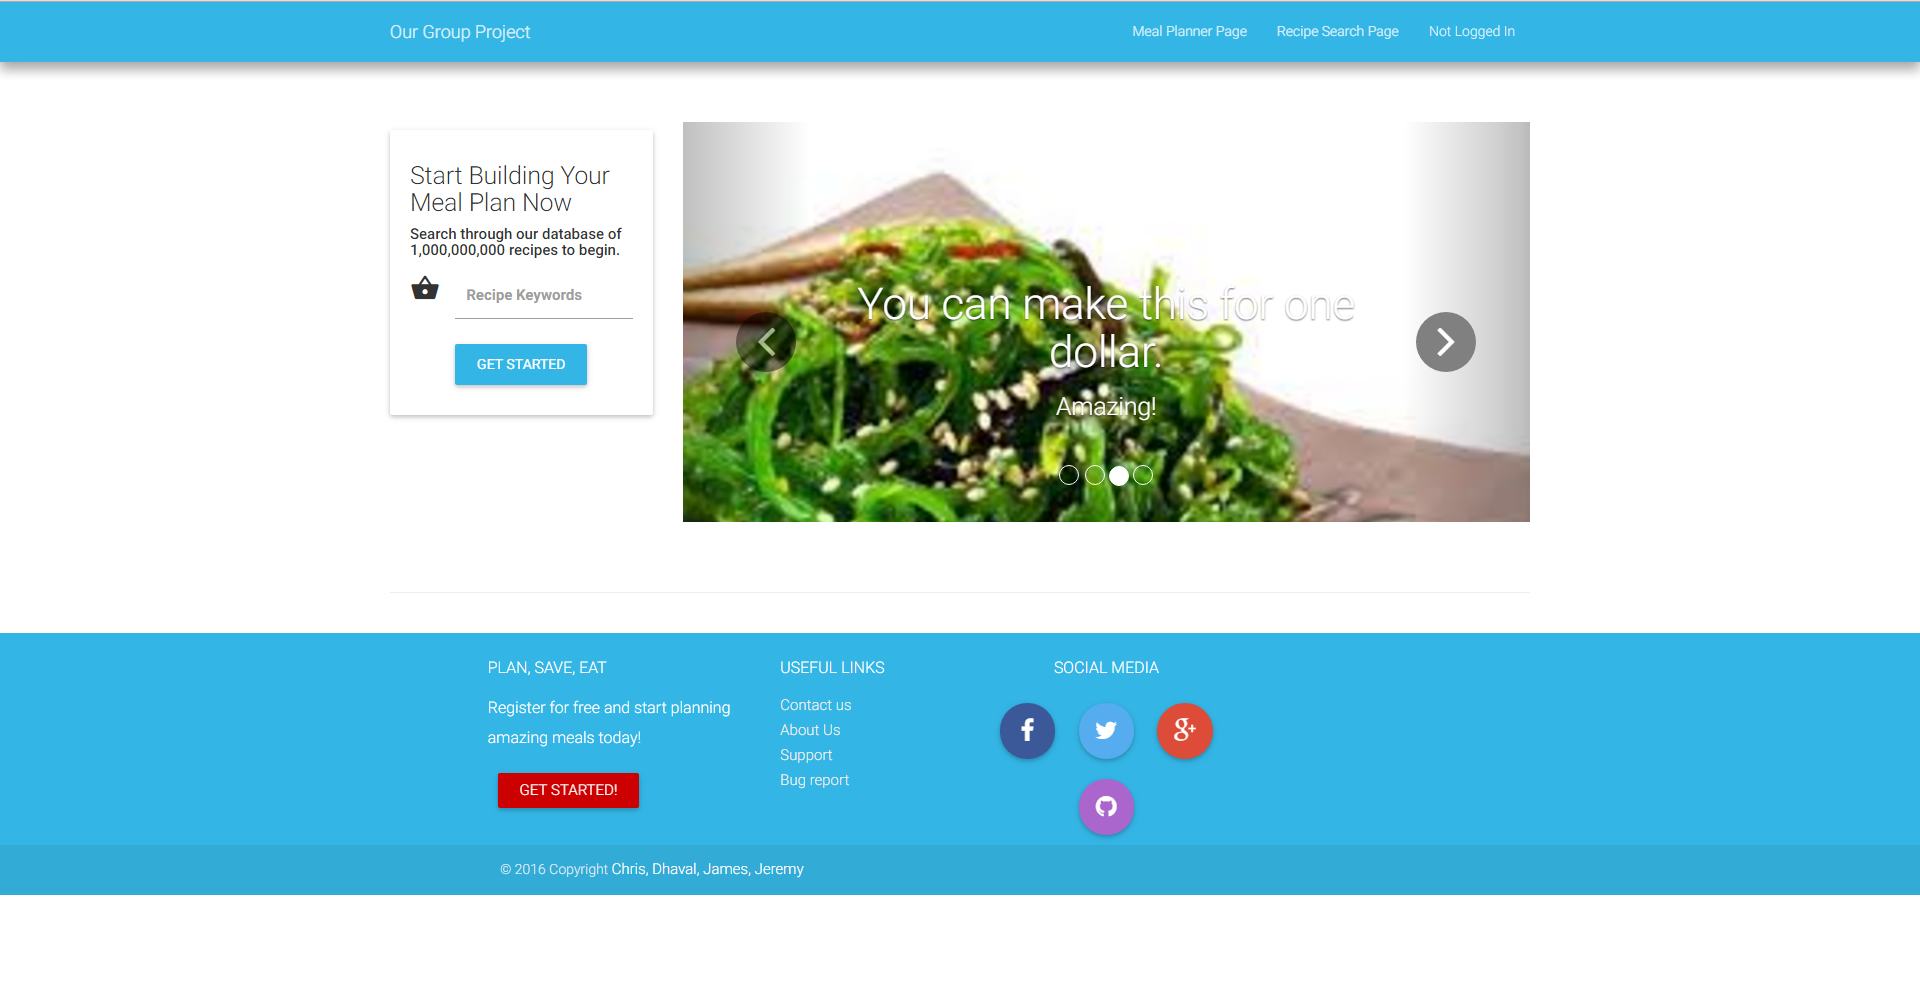 Our Group Project
Meal Planner Page
Recipe Search Page
Not Logged In
Start Building Your
Meal Plan Now
Search through our database of
1,000,000,000 recipes to begin.
Recipe Keywords
GET STARTED
You can make this for one
dollar.
Amazing!
PLAN, SAVE, EAT
Register for free and start planning
amazing meals today!
GET STARTED!
USEFUL LINKS
Contact us
About Us
Support
Bug report
SOCIAL MEDIA
© 2016 Copyright Chris, Dhaval, James, Jeremy